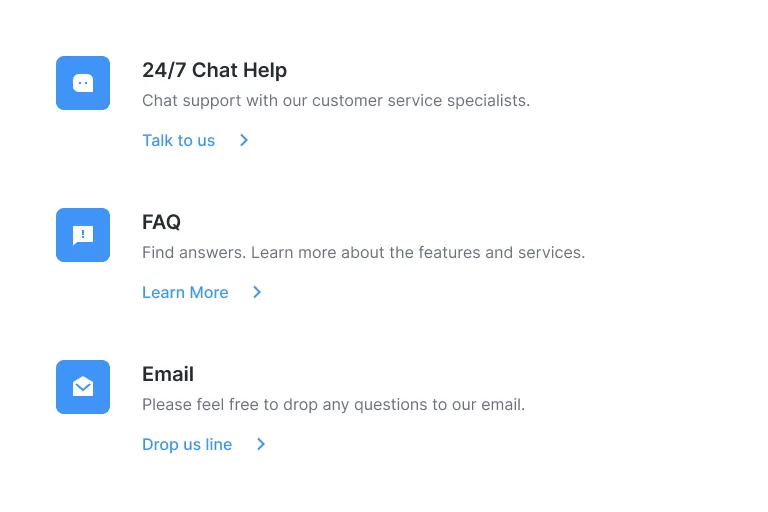 24/7 Chat Help
Chat support with our customer service specialists.
Talk to us
FAQ
Find answers. Learn more about the features and services.
Learn More
Email
Please feel free to drop any questions to our email.
Drop us line